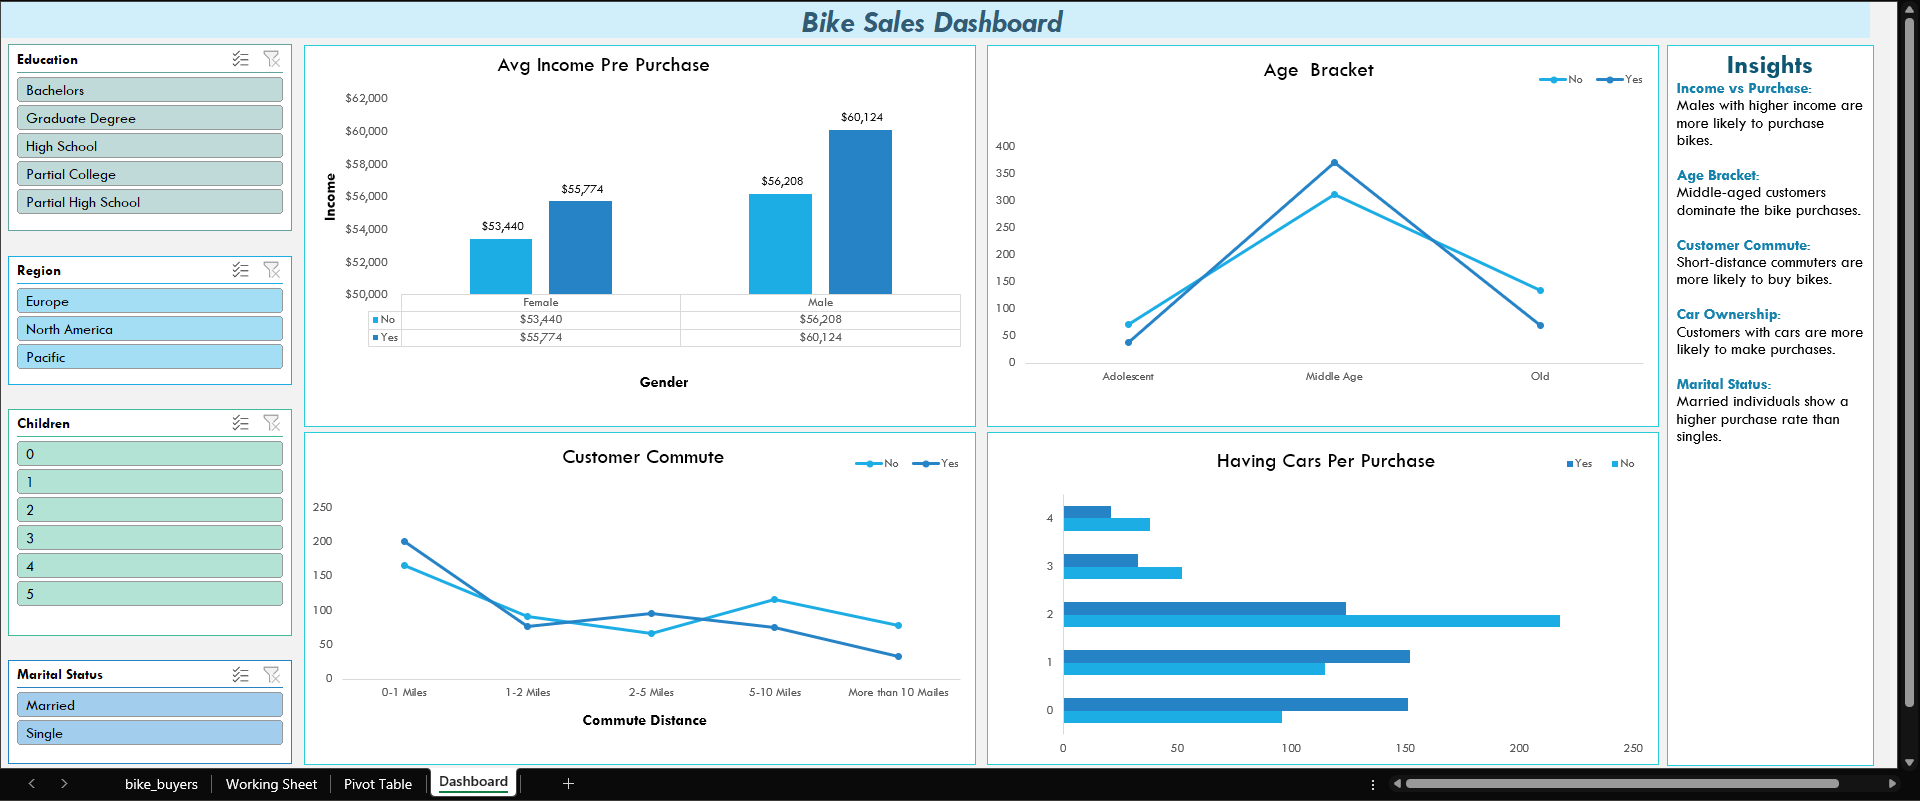 Bike Sales Dashboard
Education
Bachelors
Graduate Degree
High School
Partial College
Partial High School
Region
Europe
North America
Pacific
Children
0
1
2
3
4
5
Marital Status
Married
Single
Avg Income Pre Purchase
Income
$62,000
$60,000
$58,000
$56,000
$54,000
$52,000
$50,000
$53,440
$55,774
$56,208
$60,124
Female Male
No $53,440 $56,208
Yes $55,774 $60,124
Gender
Age Bracket
No Yes
400
350
300
250
200
150
100
50
0
Adolescent Middle Age Old
Customer Commute
No Yes
250
200
150
100
50
0
0-1 Miles 1-2 Miles 2-5 Miles 5-10 Miles More than 10 Mailes
Commute Distance
Having Cars Per Purchase
Yes No
4
3
2
1
0
0 50 100 150 200 250
Insights
Income vs Purchase:
Males with higher income are
more likely to purchase
bikes.
Age Bracket:
Middle-aged customers
dominate the bike purchases.
Customer Commute:
Short-distance commuters are
more likely to buy bikes.
Car Ownership:
Customers with cars are more
likely to make purchases.
Marital Status:
Married individuals show a
higher purchase rate than
singles.
bike_buyers Working Sheet Pivot Table Dashboard +